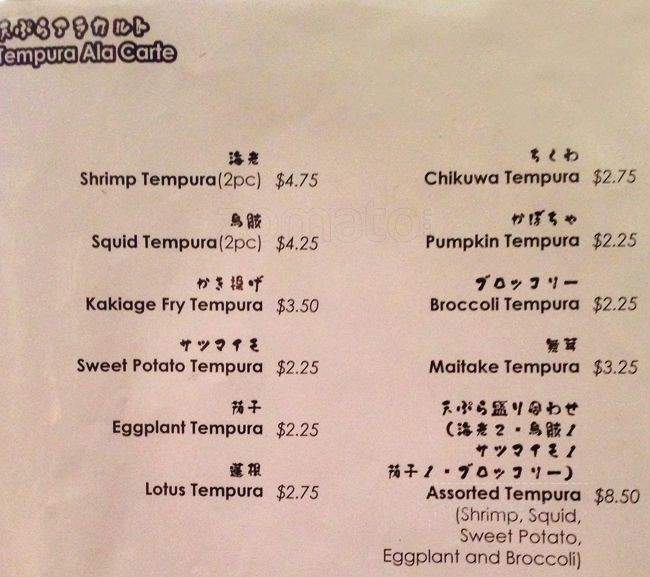 天ぷらアラカルト
Tempura Ala Carte
海老
Shrimp Tempura(2pc) $4.75
烏賊
Squid Tempura(2pc) $4.25
かき揚げ
Kakiage Fry Tempura $3.50
サツマイモ
Sweet Potato Tempura $2.25
茄子
Eggplant Tempura $2.25
蓮根
Lotus Tempura $2.75
ちくわ
Chikuwa Tempura $2.75
かぼちゃ
Pumpkin Tempura $2.25
ブロッコリー
Broccoli Tempura $2.25
舞茸
Maitake Tempura $3.25
天ぷら盛り合わせ
(海老2・烏賊1
サツマイモ1
茄子1・ブロッコリー)
Assorted Tempura $8.50
(Shrimp, Squid,
Sweet Potato,
Eggplant and Broccoli)
zomato